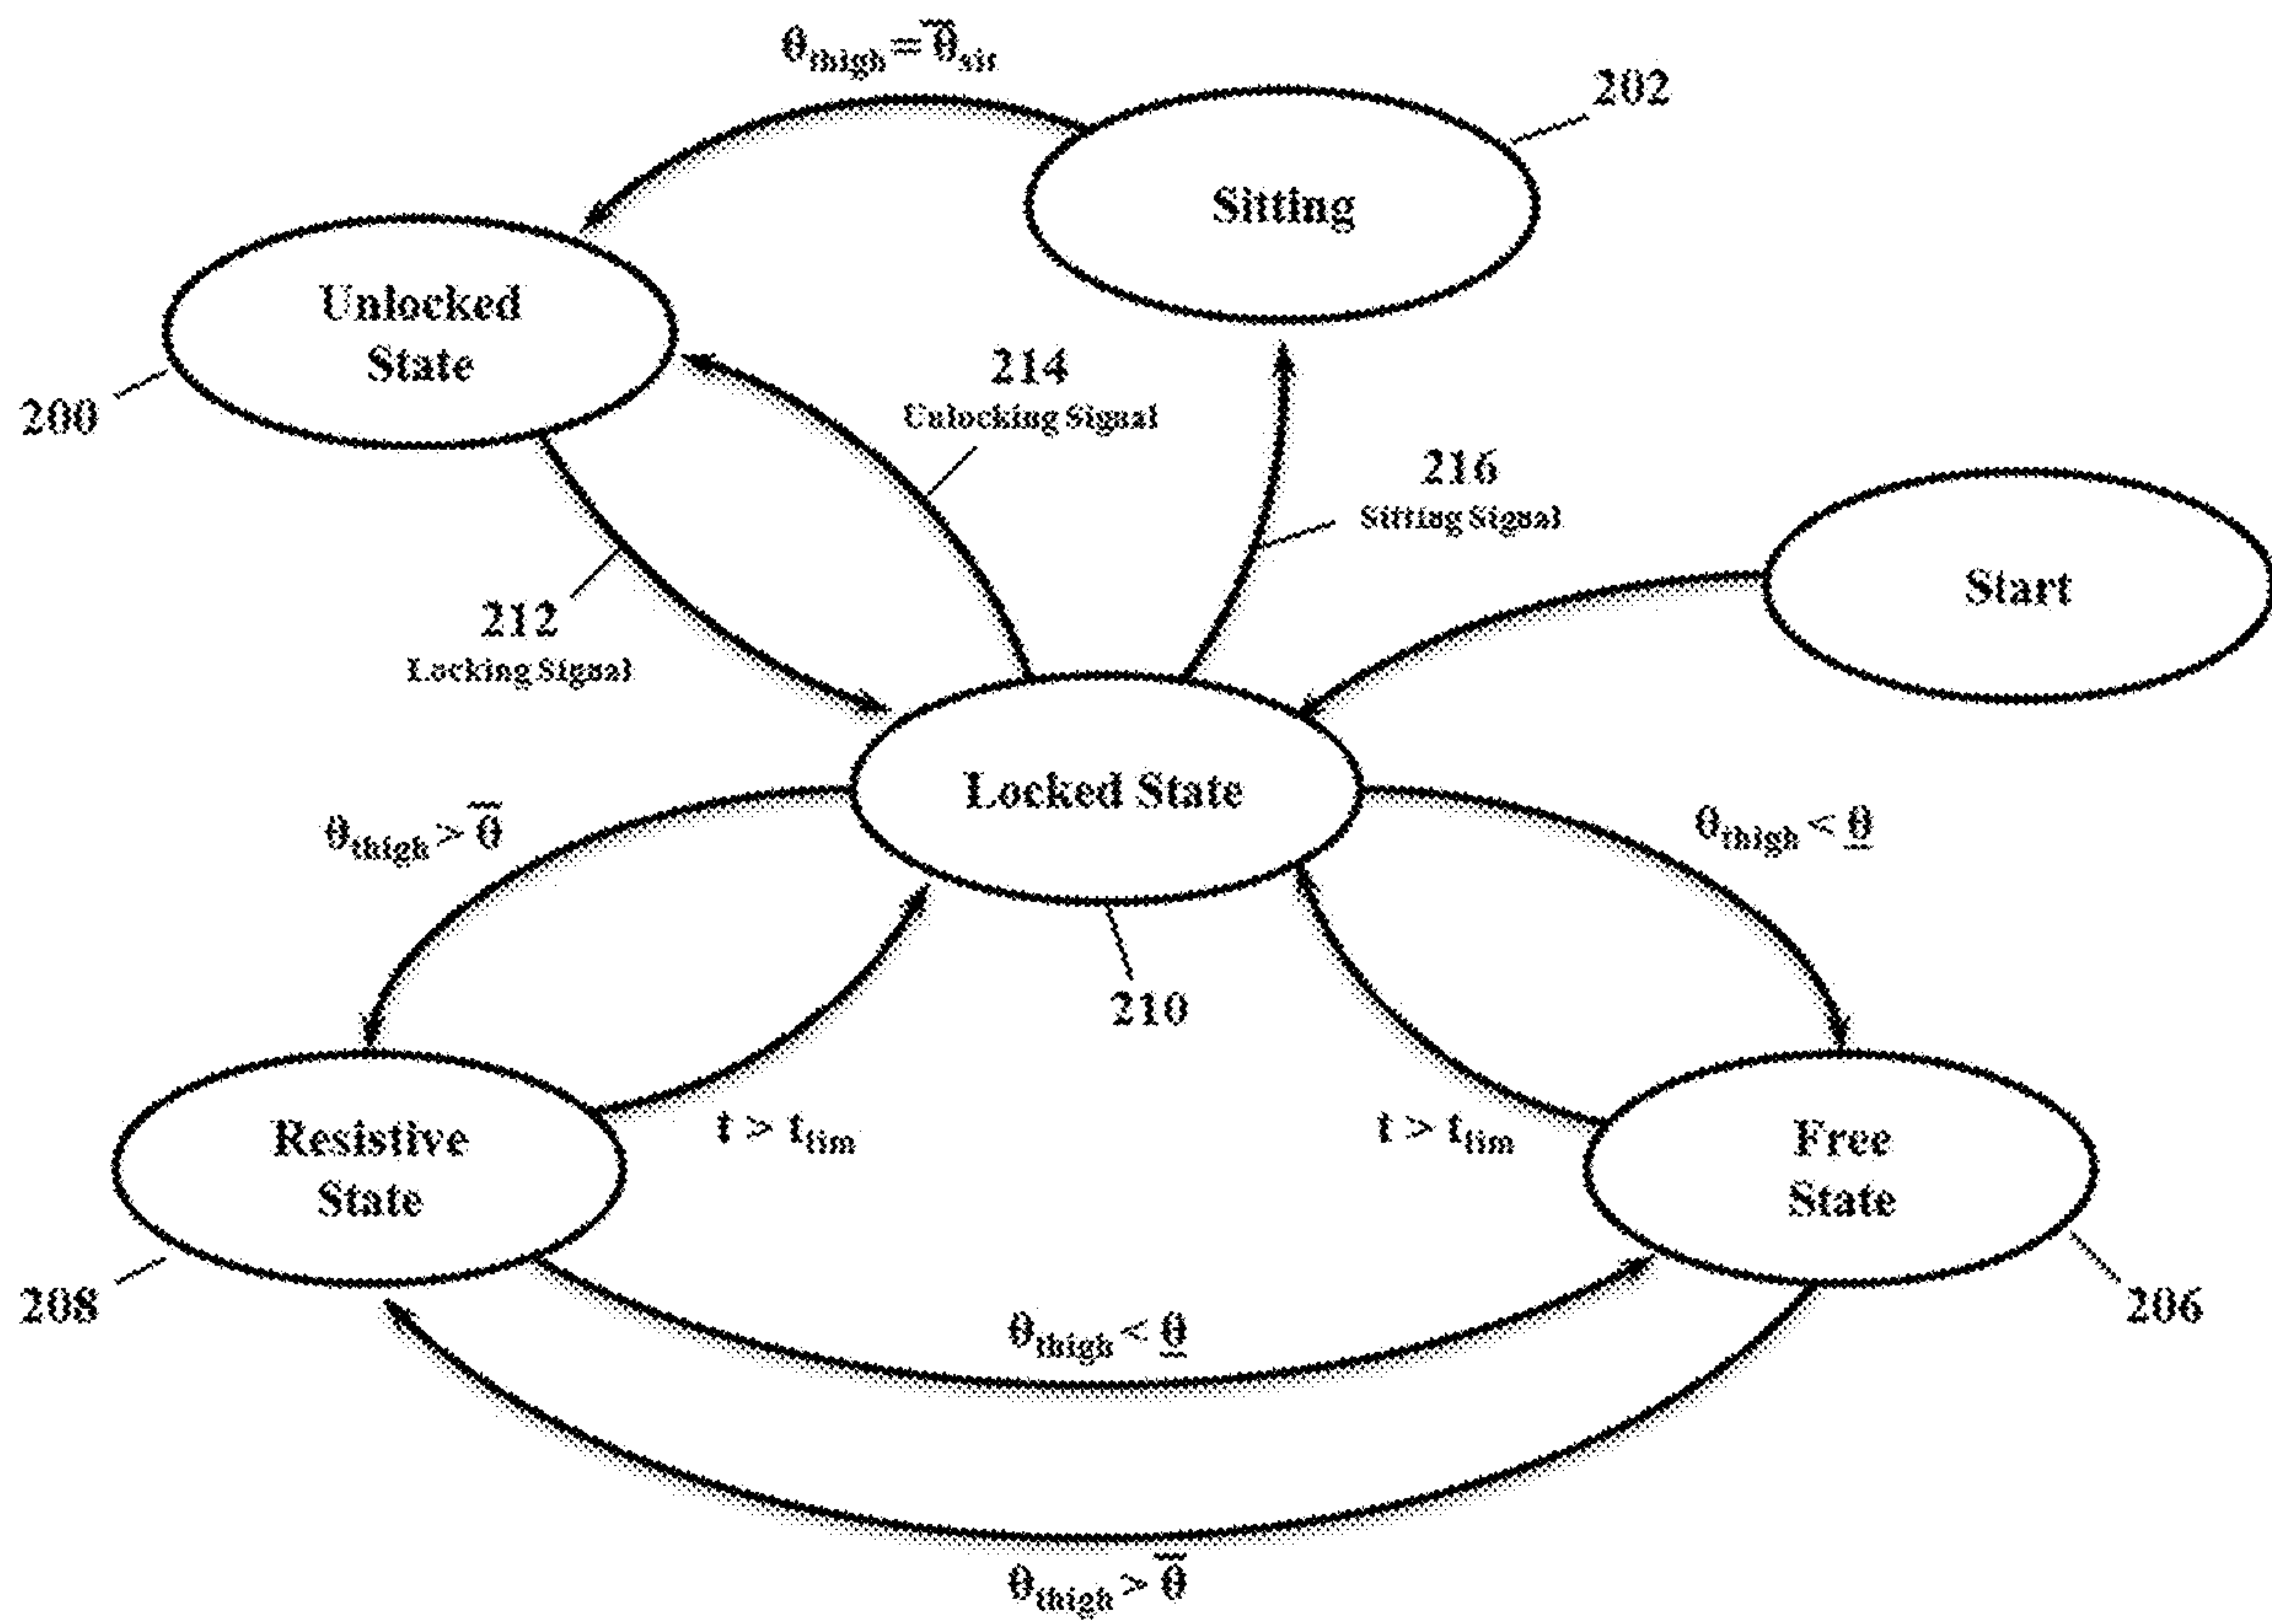 θthigh = θ̅sit
202
Sitting
Unlocked
State
200
214
Unlocking Signal
216
Sitting Signal
Start
212
Locking Signal
Locked State
θthigh > θ̅
θthigh < θ̲
210
Resistive
State
t > tlim
t > tlim
Free
State
208
206
θthigh < θ̲
θthigh > θ̅